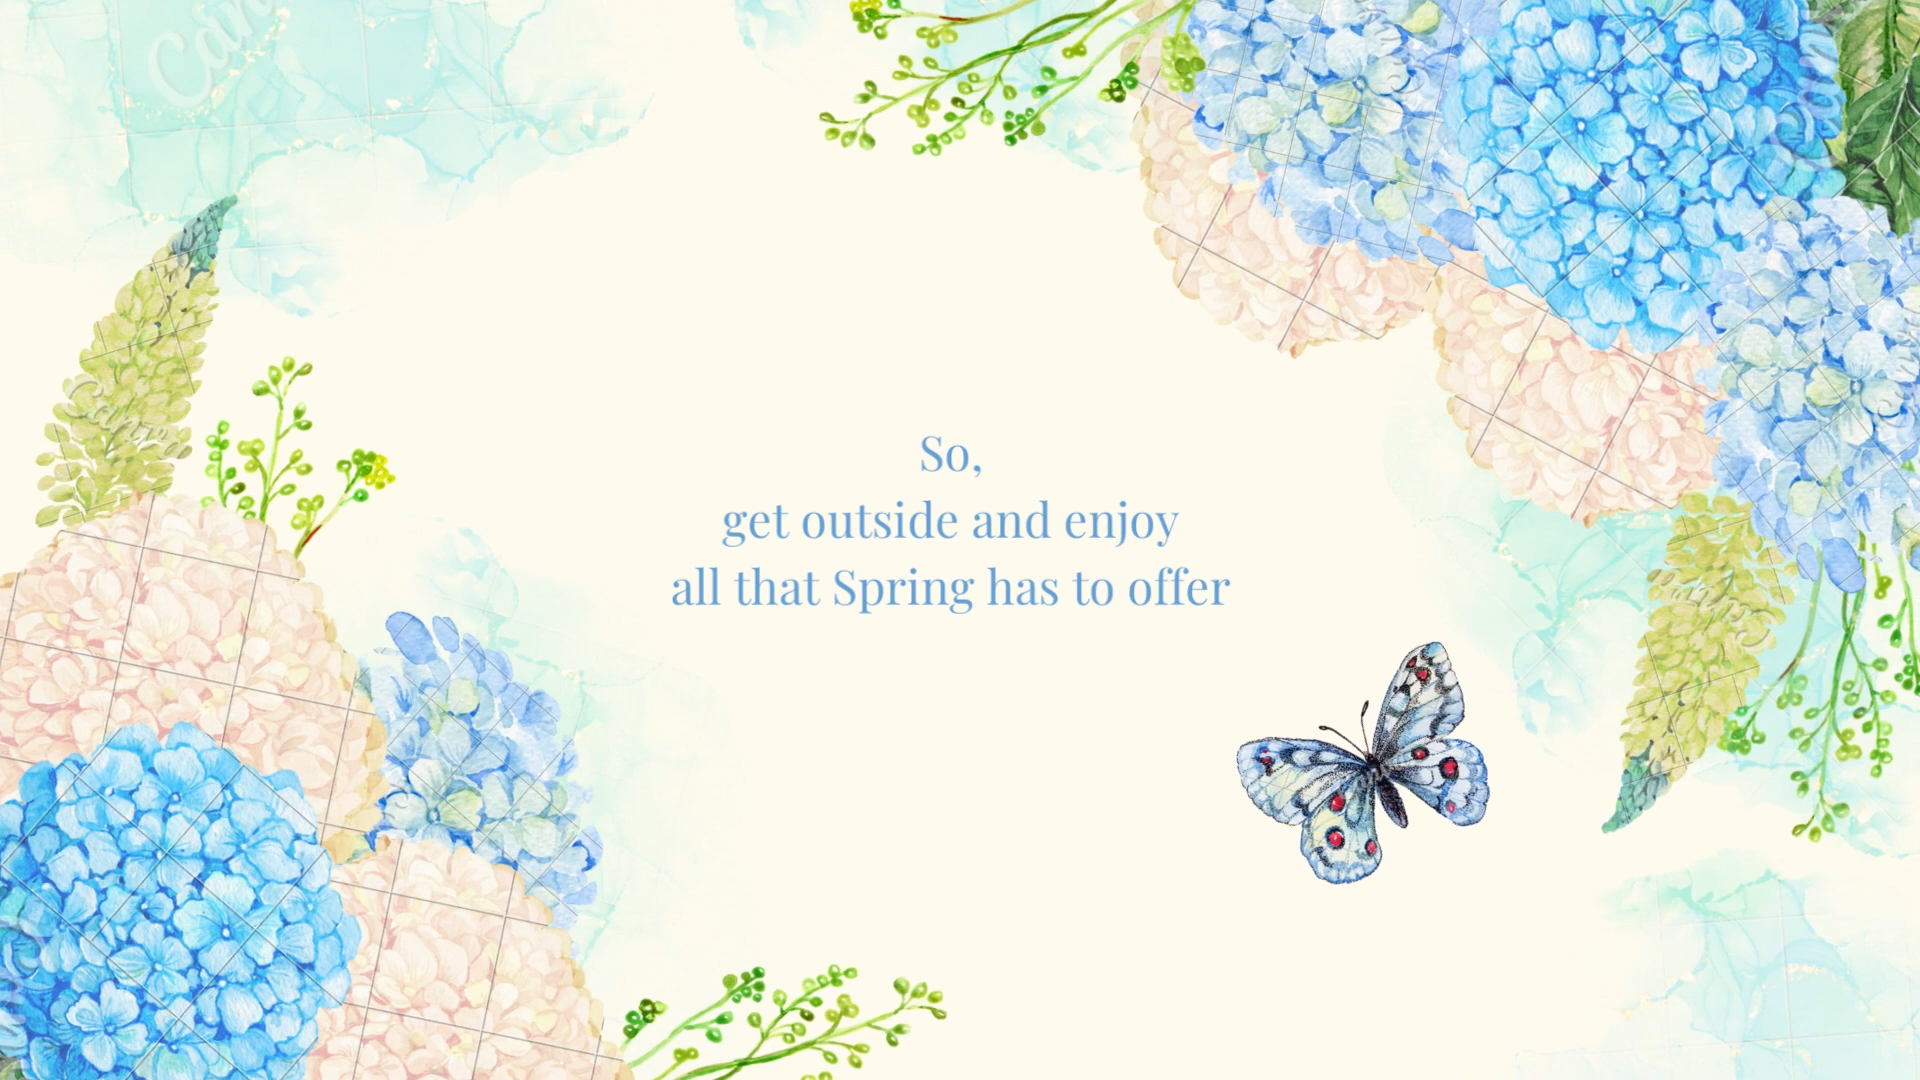 So,
get outside and enjoy
all that Spring has to offer